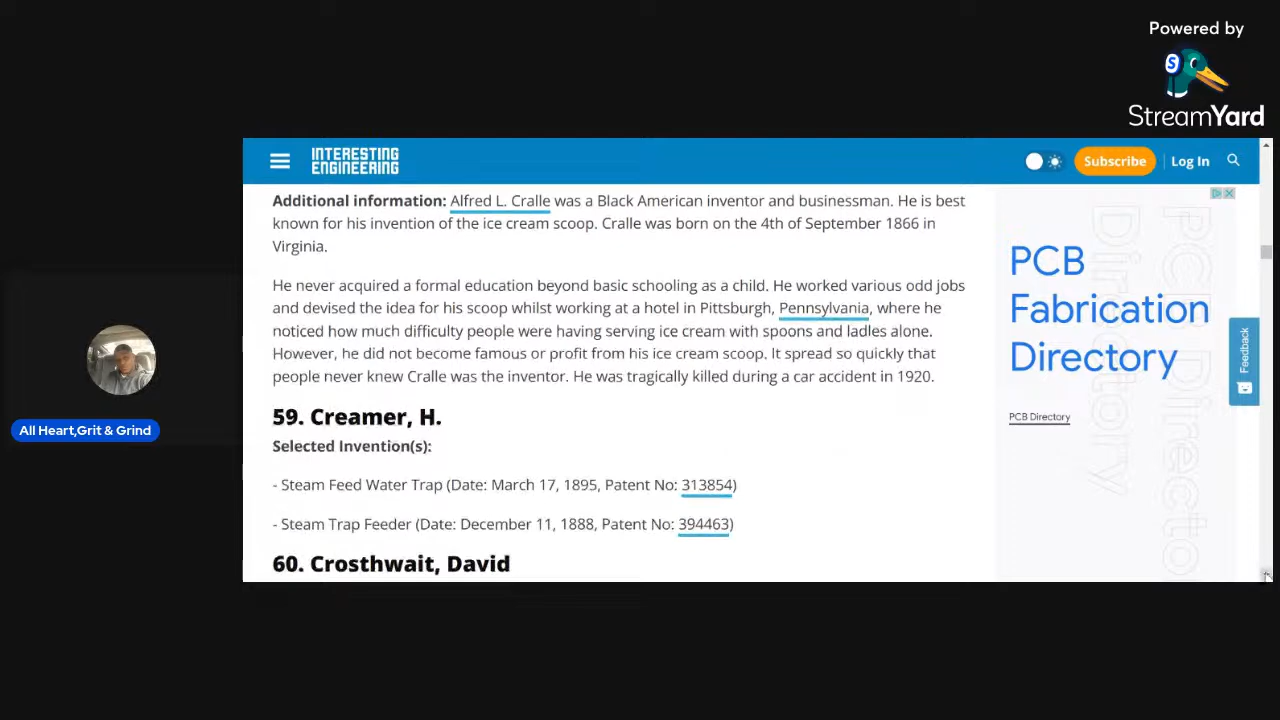 Powered by
StreamYard
INTERESTING
ENGINEERING
Subscribe
Log In
Additional information: Alfred L. Cralle was a Black American inventor and businessman. He is best
known for his invention of the ice cream scoop. Cralle was born on the 4th of September 1866 in
Virginia.
He never acquired a formal education beyond basic schooling as a child. He worked various odd jobs
and devised the idea for his scoop whilst working at a hotel in Pittsburgh, Pennsylvania, where he
noticed how much difficulty people were having serving ice cream with spoons and ladles alone.
However, he did not become famous or profit from his ice cream scoop. It spread so quickly that
people never knew Cralle was the inventor. He was tragically killed during a car accident in 1920.
59. Creamer, H.
Selected Invention(s):
- Steam Feed Water Trap (Date: March 17, 1895, Patent No: 313854)
- Steam Trap Feeder (Date: December 11, 1888, Patent No: 394463)
60. Crosthwait, David
PCB
Fabrication
Directory
PCB Directory
PCB Directo
Directory
Feedback
All Heart,Grit & Grind
S